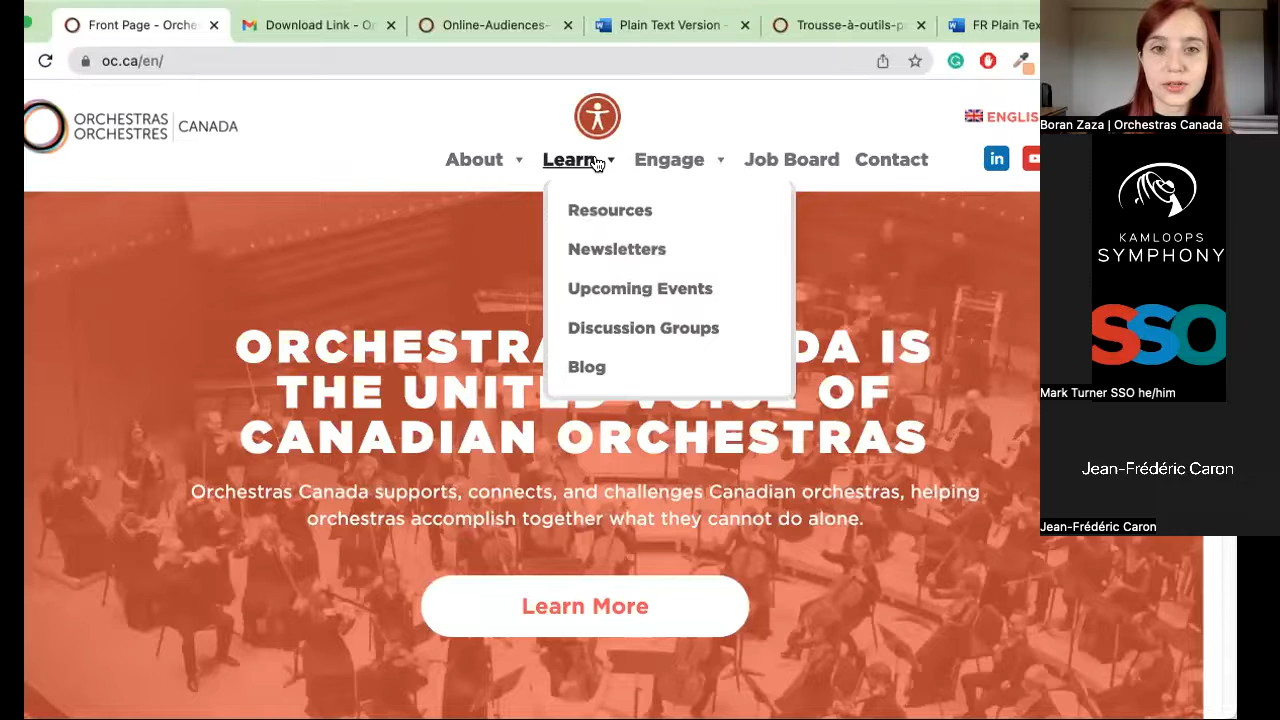 Front Page - Orche
Download Link - O
Online-Audiences-
Plain Text Version -
Trousse-à-outils-p
FR Plain Te
oc.ca/en/
ORCHESTRAS
ORCHESTRES
CANADA
ENGLIS
About
Learn
Engage
Job Board
Contact
in
Resources
Newsletters
Upcoming Events
Discussion Groups
Blog
ORCHESTRA DA IS
THE UNITED VOICE OF
CANADIAN ORCHESTRAS
Orchestras Canada supports, connects, and challenges Canadian orchestras, helping
orchestras accomplish together what they cannot do alone.
Learn More
Boran Zaza | Orchestras Canada
KAMLOOPS
SYMPHONY
SSO
Mark Turner SSO he/him
Jean-Frédéric Caron
Jean-Frédéric Caron